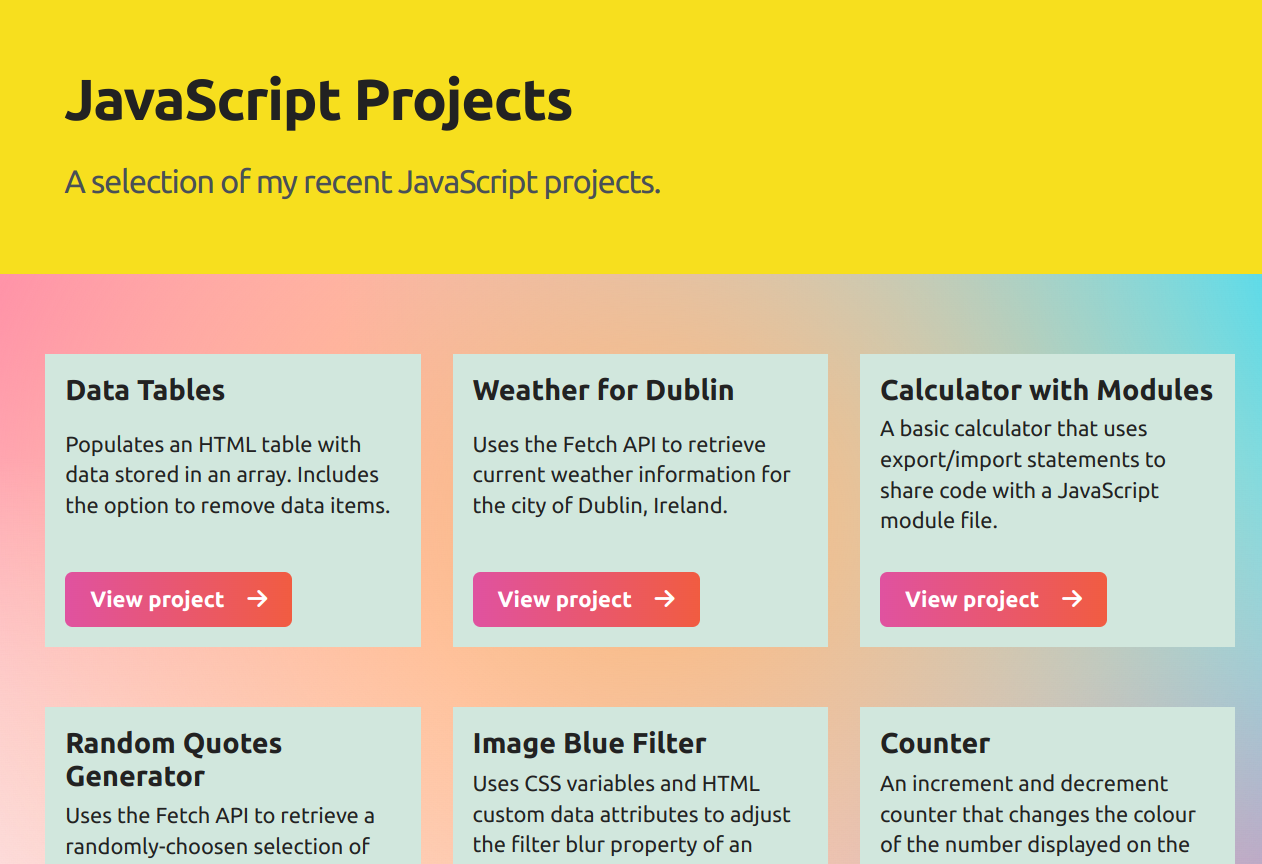 JavaScript Projects
A selection of my recent JavaScript projects.
Data Tables
Populates an HTML table with
data stored in an array. Includes
the option to remove data items.
View project
Weather for Dublin
Uses the Fetch API to retrieve
current weather information for
the city of Dublin, Ireland.
View project
Calculator with Modules
A basic calculator that uses
export/import statements to
share code with a JavaScript
module file.
View project
Random Quotes
Generator
Uses the Fetch API to retrieve a
randomly-choosen selection of
Image Blue Filter
Uses CSS variables and HTML
custom data attributes to adjust
the filter blur property of an
Counter
An increment and decrement
counter that changes the colour
of the number displayed on the